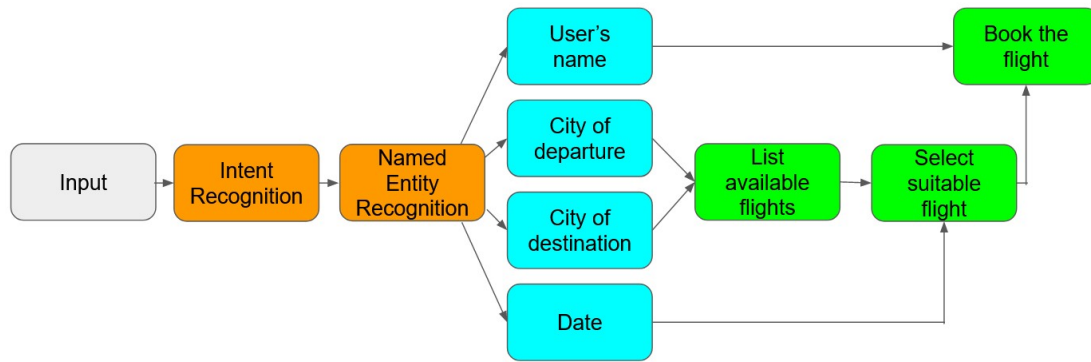 Input
Intent
Recognition
Named
Entity
Recognition
User's
name
City of
departure
City of
destination
Date
List
available
flights
Select
suitable
flight
Book the
flight